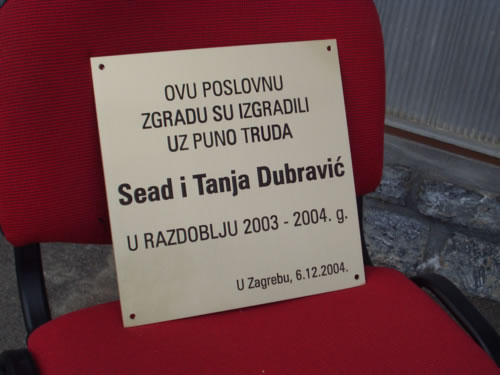 OVU POSLOVNU
ZGRADU SU IZGRADILI
UZ PUNO TRUDA
Sead i Tanja Dubravić
U RAZDOBLJU 2003 - 2004. g.
U Zagrebu, 6.12.2004.